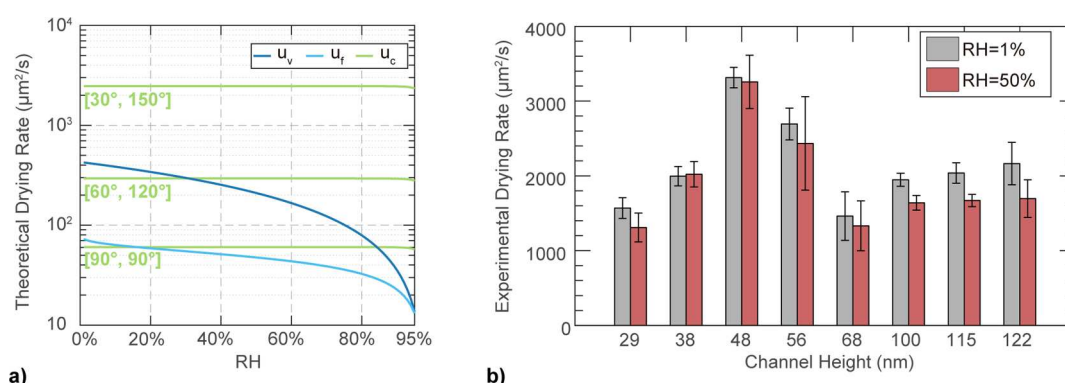 10⁴
10³
10²
10
Theoretical Drying Rate (μm²/s)
u_v u_f u_c
[30°, 150°]
[60°, 120°]
[90°, 90°]
0% 20% 40% 60% 80% 95%
RH
a)
4000
3000
2000
1000
0
Experimental Drying Rate (μm²/s)
RH=1%
RH=50%
29 38 48 56 68 100 115 122
Channel Height (nm)
b)